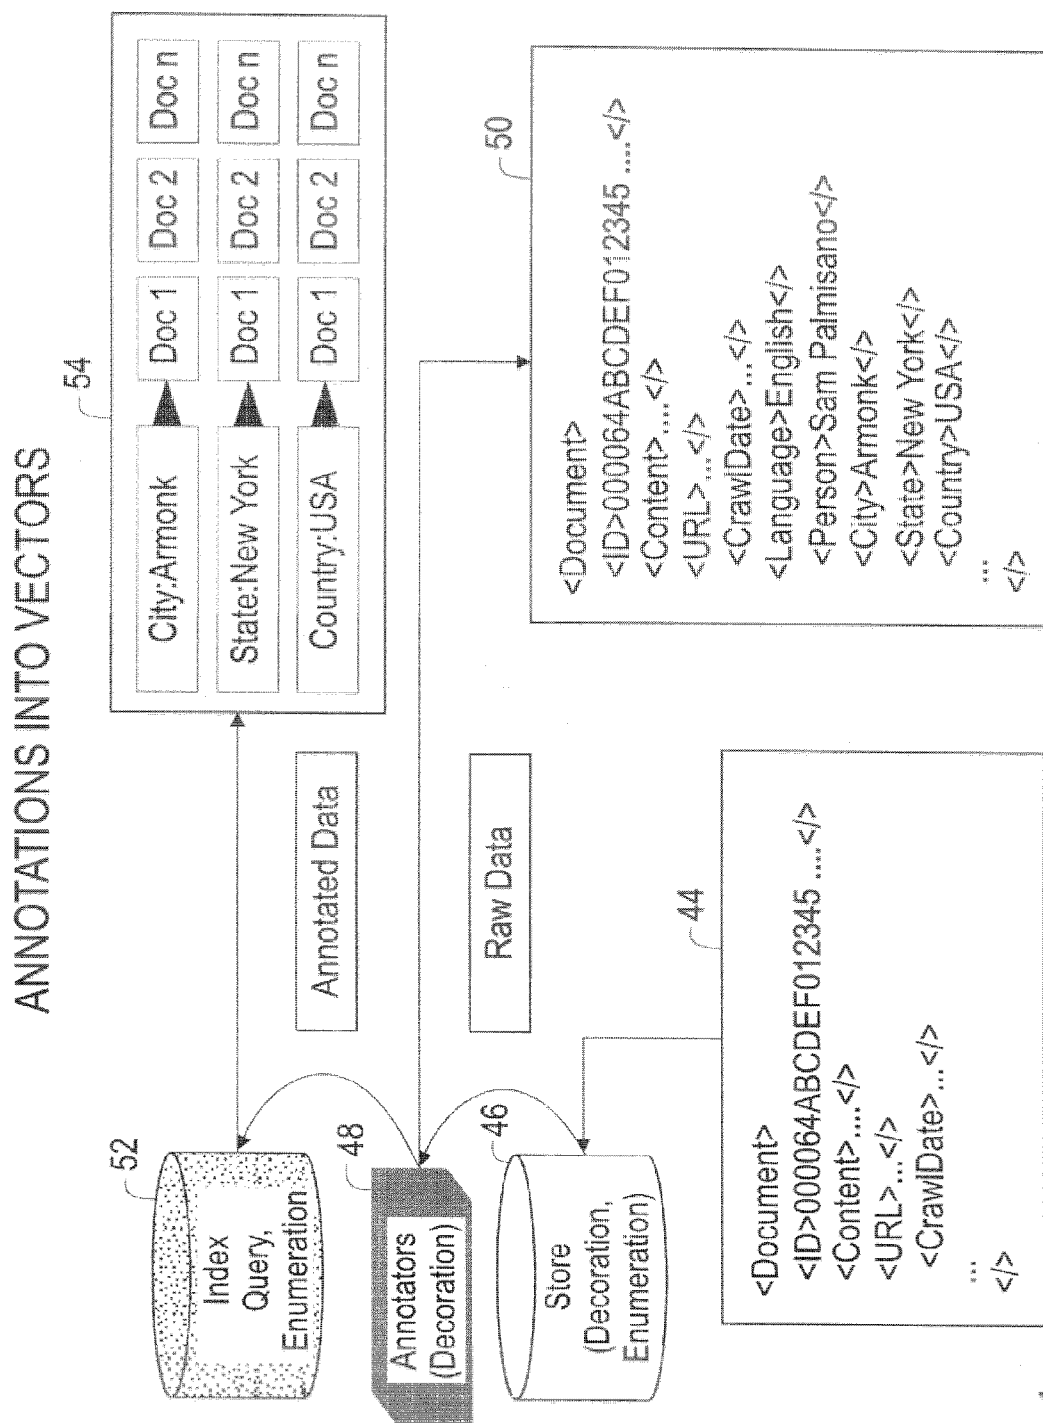 ANNOTATIONS INTO VECTORS
52
Index
Query,
Enumeration
48
Annotators
(Decoration)
46
Store
(Decoration,
Enumeration)
Annotated Data
Raw Data
54
City:Armonk
Doc 1
Doc 2
Doc n
State:New York
Doc 1
Doc 2
Doc n
Country:USA
Doc 1
Doc 2
Doc n
44
<Document>
<ID>000064ABCDEF012345 ....</>
<Content>....</>
<URL>... </>
<CrawlDate>...</>
...
</>
50
<Document>
<ID>000064ABCDEF012345 ....</>
<Content>....</>
<URL>... </>
<CrawlDate>...</>
<Language>English</>
<Person>Sam Palmisano</>
<City>Armonk</>
<State>New York</>
<Country>USA</>
...
</>